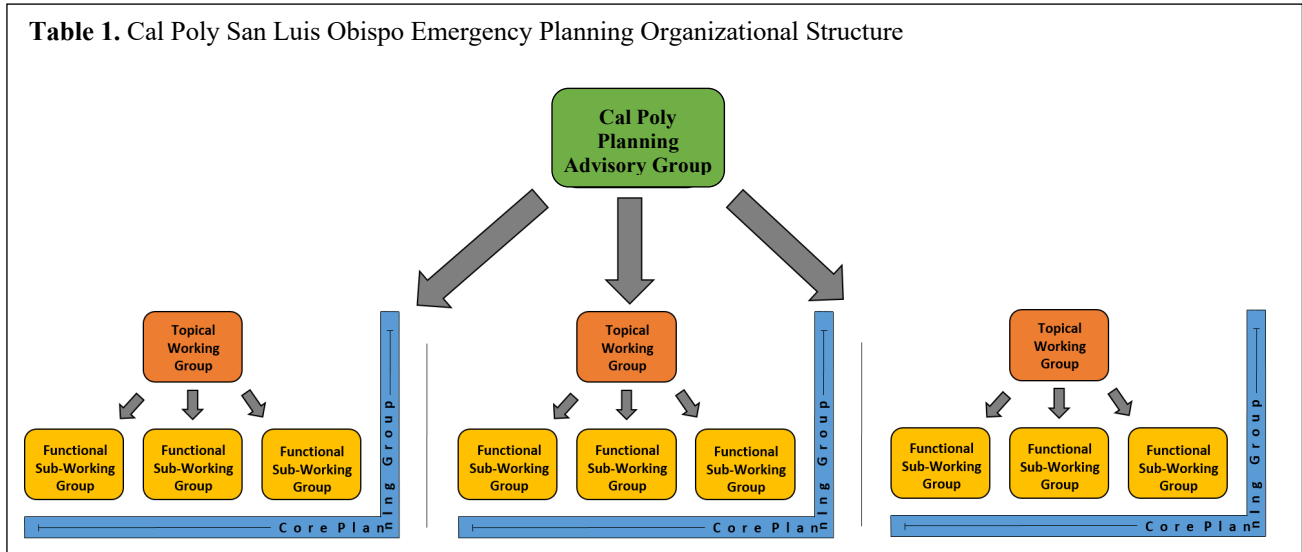 Table 1. Cal Poly San Luis Obispo Emergency Planning Organizational Structure
Cal Poly
Planning
Advisory Group
Topical
Working
Group
Functional
Sub-Working
Group
Functional
Sub-Working
Group
Functional
Sub-Working
Group
Core Planning Group
Topical
Working
Group
Functional
Sub-Working
Group
Functional
Sub-Working
Group
Functional
Sub-Working
Group
Core Planning Group
Topical
Working
Group
Functional
Sub-Working
Group
Functional
Sub-Working
Group
Functional
Sub-Working
Group
Core Planning Group